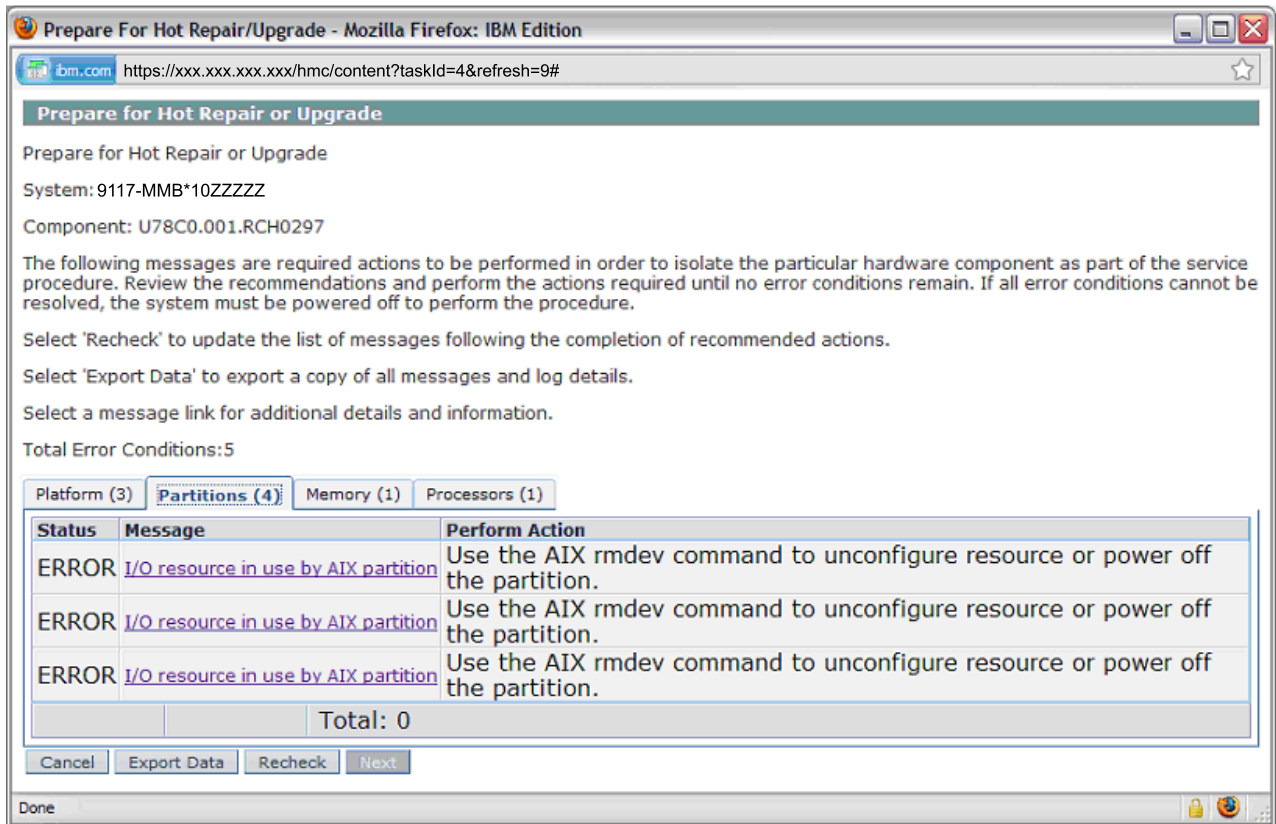 Prepare For Hot Repair/Upgrade - Mozilla Firefox: IBM Edition
ibm.com https://xxx.xxx.xxx.xxx/hmc/content?taskId=4&refresh=9#
Prepare for Hot Repair or Upgrade
Prepare for Hot Repair or Upgrade
System: 9117-MMB*10ZZZZZ
Component: U78C0.001.RCH0297
The following messages are required actions to be performed in order to isolate the particular hardware component as part of the service
procedure. Review the recommendations and perform the actions required until no error conditions remain. If all error conditions cannot be
resolved, the system must be powered off to perform the procedure.
Select 'Recheck' to update the list of messages following the completion of recommended actions.
Select 'Export Data' to export a copy of all messages and log details.
Select a message link for additional details and information.
Total Error Conditions:5
Platform (3) Partitions (4) Memory (1) Processors (1)
Status Message Perform Action
ERROR I/O resource in use by AIX partition Use the AIX rmdev command to unconfigure resource or power off
the partition.
ERROR I/O resource in use by AIX partition Use the AIX rmdev command to unconfigure resource or power off
the partition.
ERROR I/O resource in use by AIX partition Use the AIX rmdev command to unconfigure resource or power off
the partition.
Total: 0
Cancel Export Data Recheck Next
Done